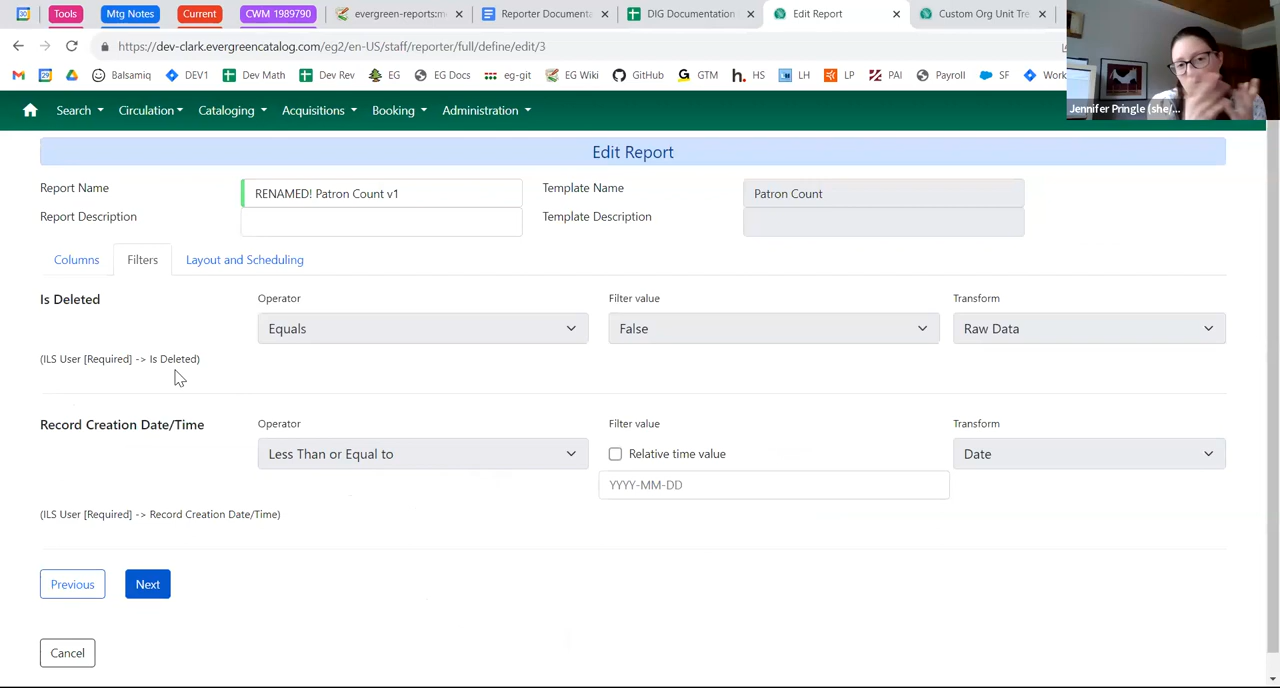 Tools
Mtg Notes
Current
CWM 1989790
evergreen-reports:m
Reporter Documenta
DIG Documentation
Edit Report
Custom Org Unit Tre
https://dev-clark.evergreencatalog.com/eg2/en-US/staff/reporter/full/define/edit/3
Balsamiq
DEV1
Dev Math
Dev Rev
EG
EG Docs
eg-git
EG Wiki
GitHub
GTM
HS
LH
LP
PAI
Payroll
SF
Work
Jennifer Pringle (she/...
Search
Circulation
Cataloging
Acquisitions
Booking
Administration
Edit Report
Report Name
RENAMED! Patron Count v1
Template Name
Patron Count
Report Description
Template Description
Columns
Filters
Layout and Scheduling
Is Deleted
Operator
Filter value
Transform
Equals
False
Raw Data
(ILS User [Required] -> Is Deleted)
Record Creation Date/Time
Operator
Filter value
Transform
Less Than or Equal to
Relative time value
Date
YYYY-MM-DD
(ILS User [Required] -> Record Creation Date/Time)
Previous
Next
Cancel